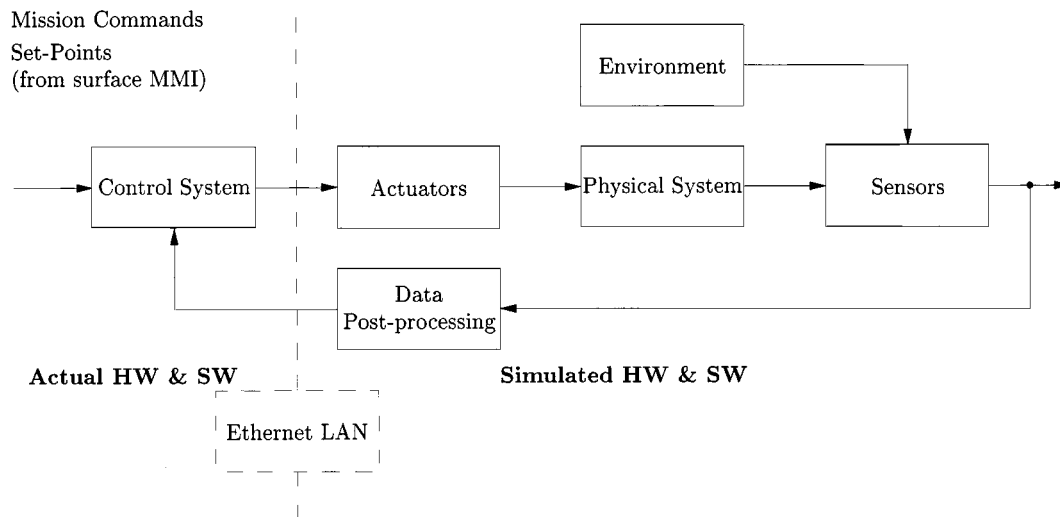 Mission Commands
Set-Points
(from surface MMI)
Environment
Control System
Actuators
Physical System
Sensors
Data
Post-processing
Actual HW & SW
Simulated HW & SW
Ethernet LAN